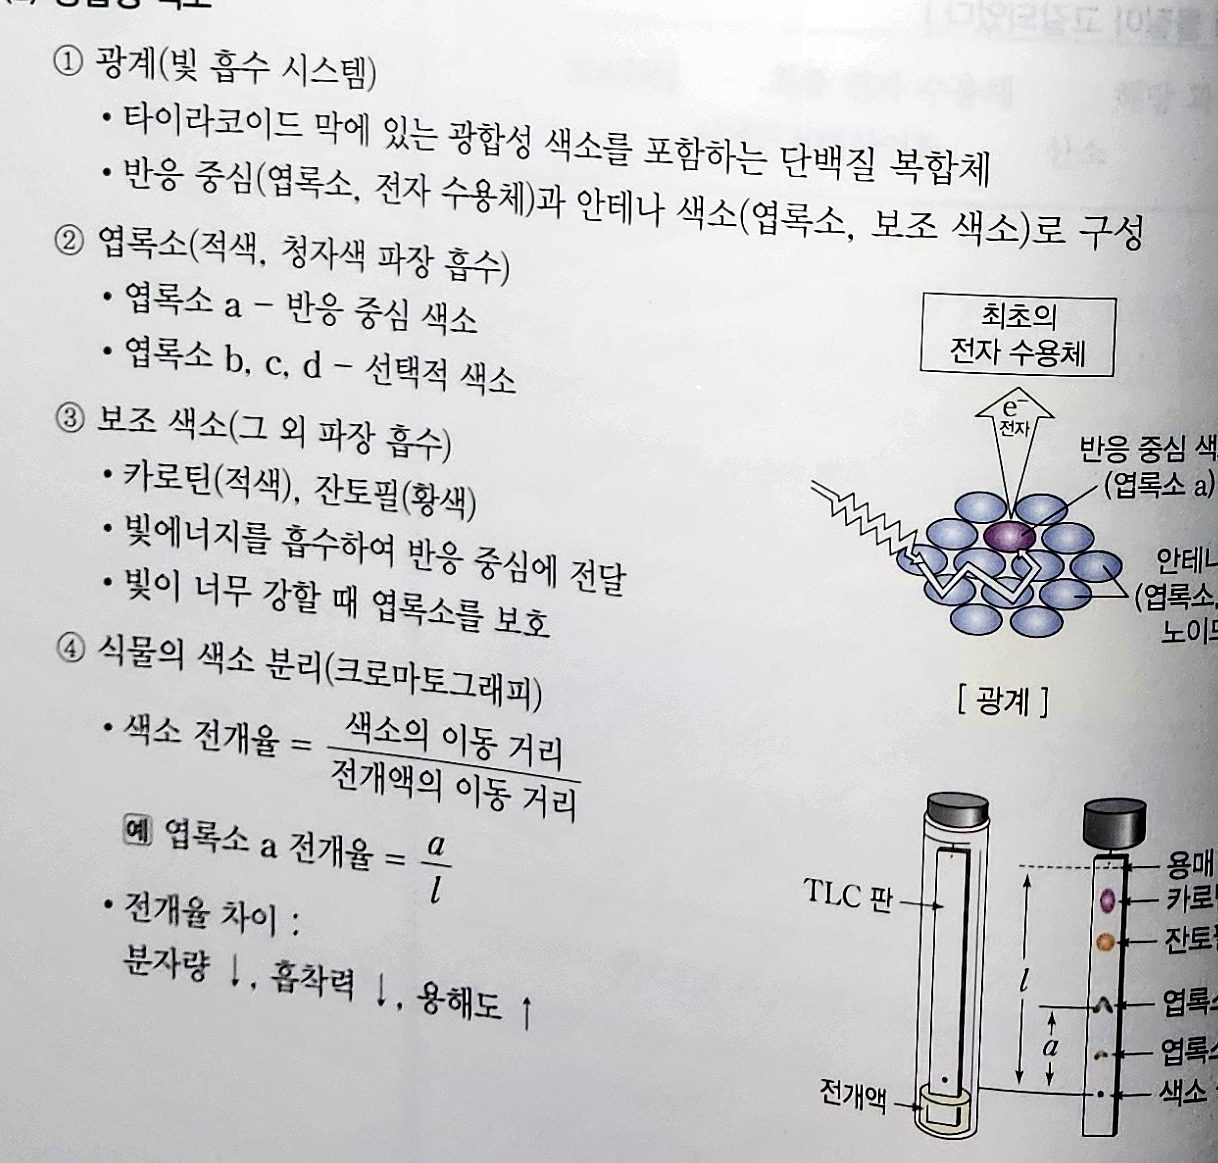 ① 광계(빛 흡수 시스템)
• 타이라코이드 막에 있는 광합성 색소를 포함하는 단백질 복합체
• 반응 중심(엽록소, 전자 수용체)과 안테나 색소(엽록소, 보조 색소)로 구성
② 엽록소(적색, 청자색 파장 흡수)
• 엽록소 a - 반응 중심 색소
• 엽록소 b, c, d - 선택적 색소
③ 보조 색소(그 외 파장 흡수)
• 카로틴(적색), 잔토필(황색)
• 빛에너지를 흡수하여 반응 중심에 전달
• 빛이 너무 강할 때 엽록소를 보호
④ 식물의 색소 분리(크로마토그래피)
• 색소 전개율 = 색소의 이동 거리
전개액의 이동 거리
예 엽록소 a 전개율 = a
l
• 전개율 차이 :
분자량 ↓, 흡착력 ↓, 용해도 ↑
최초의
전자 수용체
e⁻
전자
반응 중심
(엽록소 a)
(엽록소,
[ 광계 ]
TLC 판
전개액
l
a
용매
색소